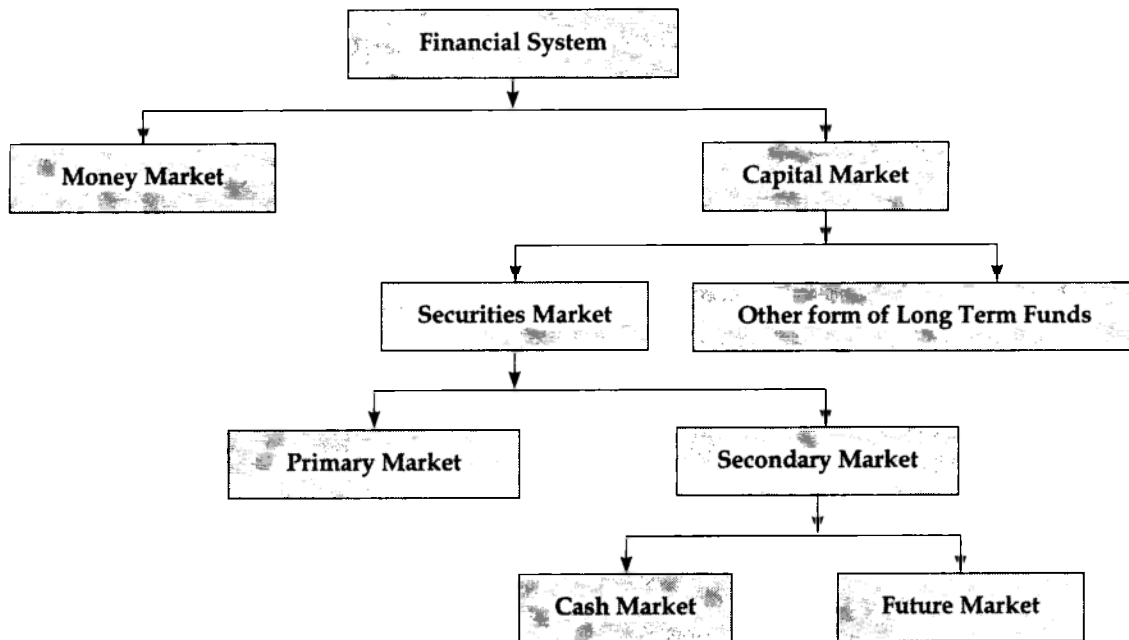 Financial System
Money Market
Capital Market
Securities Market
Other form of Long Term Funds
Primary Market
Secondary Market
Cash Market
Future Market